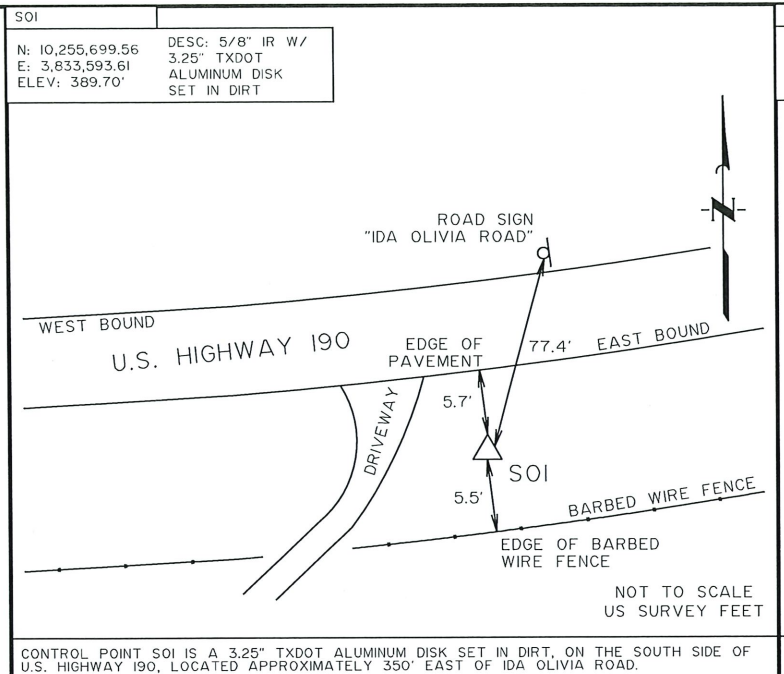 SO1
N: 10,255,699.56
E: 3,833,593.61
ELEV: 389.70'
DESC: 5/8" IR W/
3.25" TXDOT
ALUMINUM DISK
SET IN DIRT
ROAD SIGN
"IDA OLIVIA ROAD"
N
WEST BOUND
U.S. HIGHWAY 190
EDGE OF
PAVEMENT
77.4'
EAST BOUND
5.7'
DRIVEWAY
SO1
5.5'
BARBED WIRE FENCE
EDGE OF BARBED
WIRE FENCE
NOT TO SCALE
US SURVEY FEET
CONTROL POINT SO1 IS A 3.25" TXDOT ALUMINUM DISK SET IN DIRT, ON THE SOUTH SIDE OF
U.S. HIGHWAY 190, LOCATED APPROXIMATELY 350' EAST OF IDA OLIVIA ROAD.